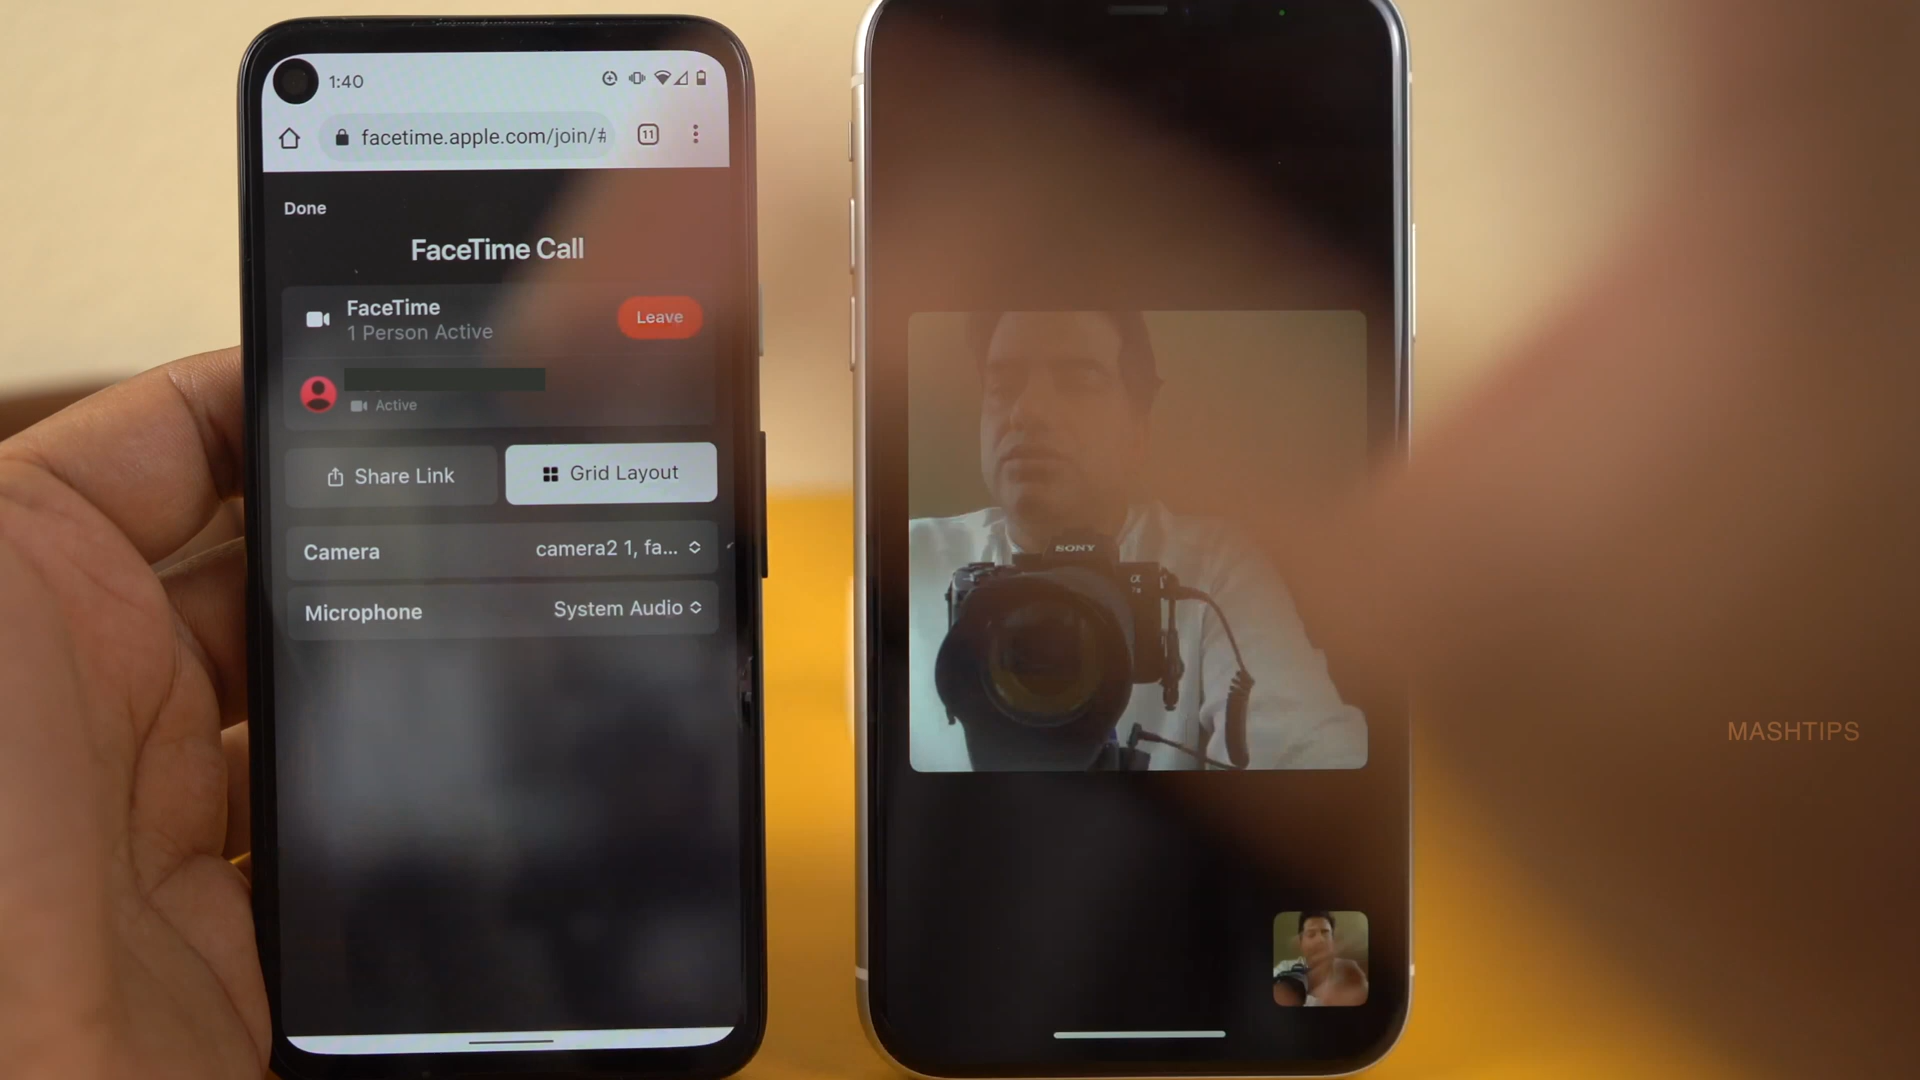 1:40
facetime.apple.com/join/#
11
Done
FaceTime Call
FaceTime
1 Person Active
Leave
Active
Share Link
Grid Layout
Camera
camera2 1, fa...
Microphone
System Audio
SONY
α
MASHTIPS